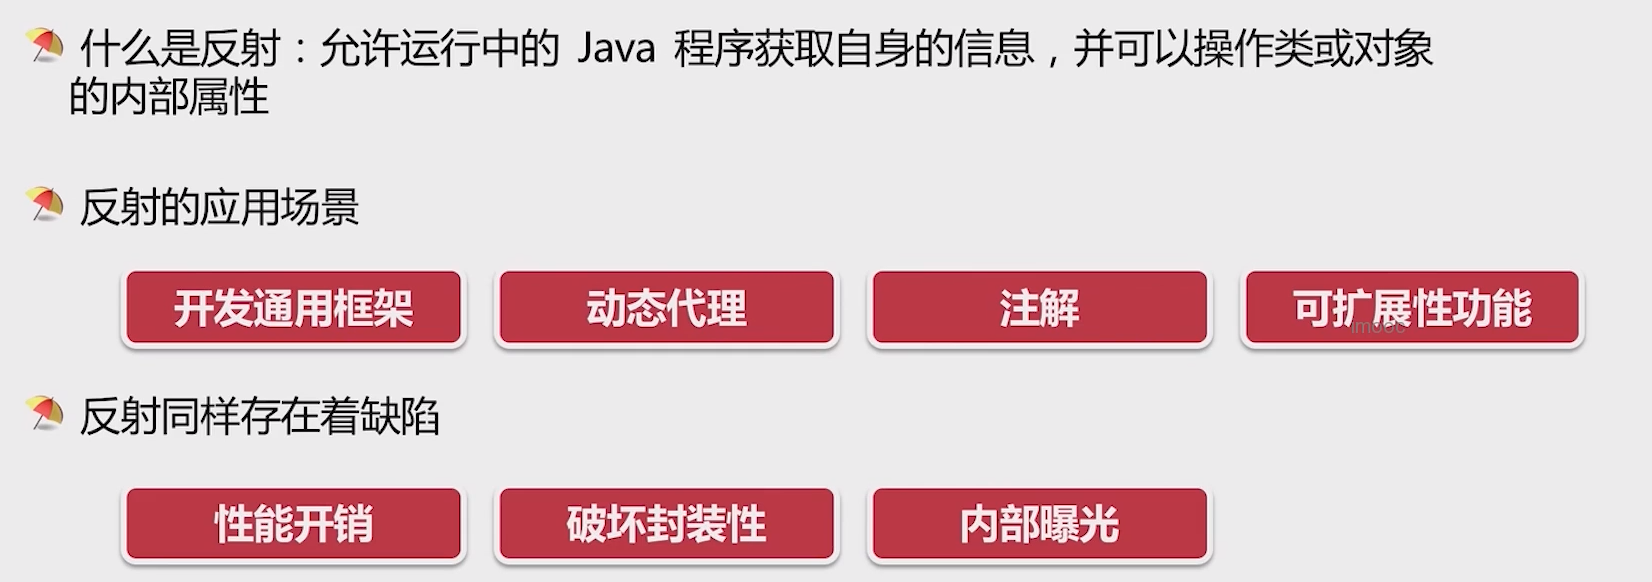 什么是反射：允许运行中的 Java 程序获取自身的信息，并可以操作类或对象
的内部属性
反射的应用场景
开发通用框架 动态代理 注解 可扩展性功能
imooc
反射同样存在着缺陷
性能开销 破坏封装性 内部曝光